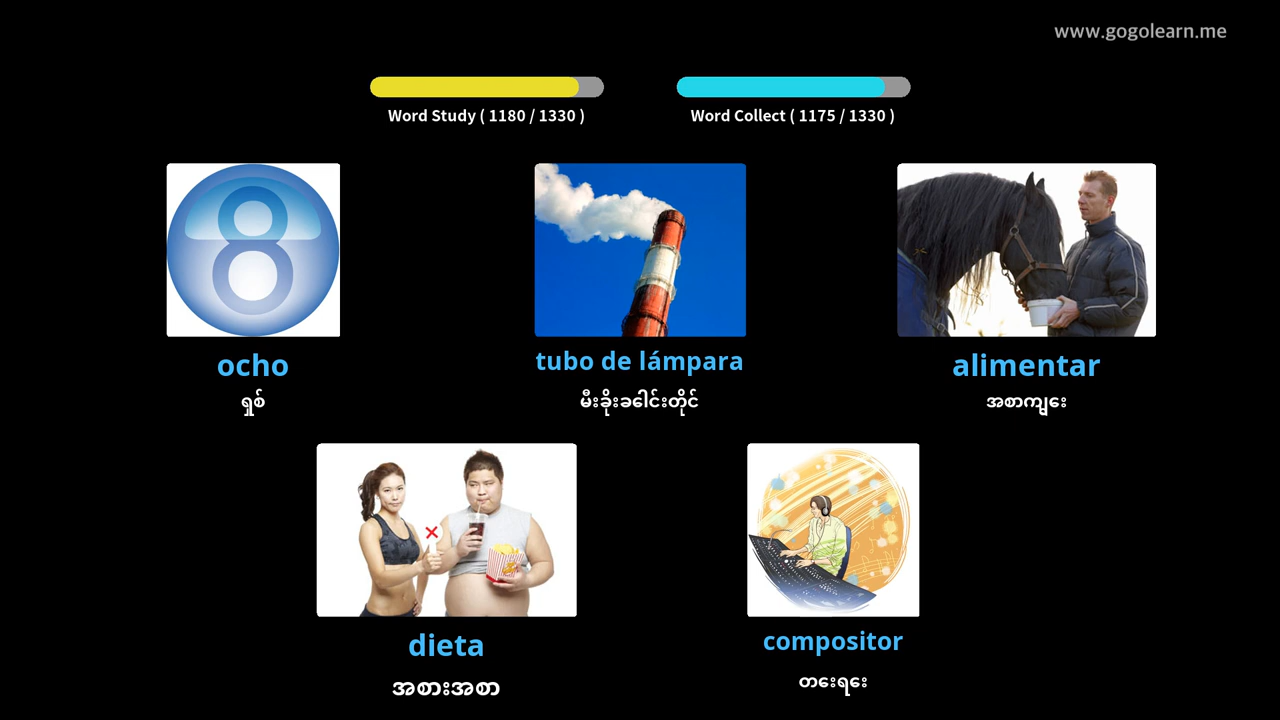 www.gogolearn.me
Word Study ( 1180 / 1330 )
Word Collect ( 1175 / 1330 )
8
ocho
ရှစ်
tubo de lámpara
မီးခိုးခေါင်းတိုင်
alimentar
အစာကျွေး
dieta
အစားအစာ
compositor
တေးရေး